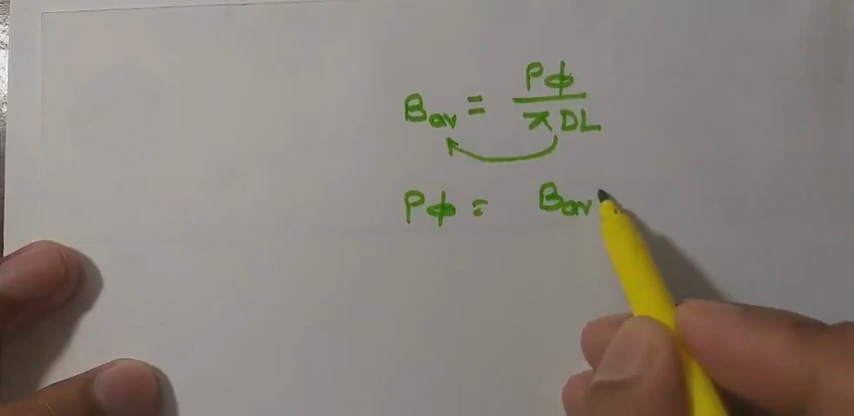 Bav = Pϕ / πDL
Pϕ = Bav